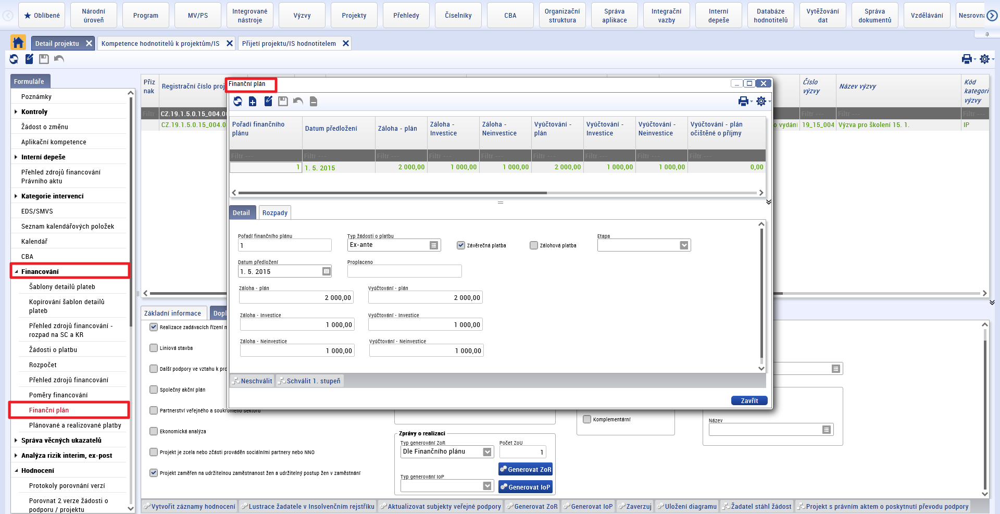 ★ Oblíbené
Národní úroveň
Program
MV/PS
Integrované nástroje
Výzvy
Projekty
Přehledy
Číselníky
CBA
Organizační struktura
Správa aplikace
Integrační vazby
Interní depeše
Databáze hodnotitelů
Vytěžování dat
Správa dokumentů
Vzdělávání
Detail projektu
Kompetence hodnotitelů k projektům/IS
Přijetí projektu/IS hodnotitelem
Formuláře
Poznámky
Kontroly
Žádost o změnu
Aplikační kompetence
Interní depeše
Přehled zdrojů financování
Právního aktu
Kategorie intervencí
EDS/SMVS
Seznam kalendářových položek
Kalendář
CBA
Financování
Šablony detailů plateb
Kopírování šablon detailů
plateb
Přehled zdrojů financování -
rozpad na SC a KR
Žádosti o platbu
Rozpočet
Přehled zdrojů financování
Poměry financování
Finanční plán
Plánované a realizované platby
Správa věcných ukazatelů
Analýza rizik interim, ex-post
Hodnocení
Protokoly porovnání verzí
Porovnat 2 verze žádosti o
podporu / projektu
Příz
nak
Registrační číslo proj
Číslo
výzvy
Název výzvy
Kód
kategori
výzvy
Filtr
CZ.19.1.5.0.15_004.0
Filtr ---
Filtr ---
Filtr ---
CZ.19.1.5.0.15_004.0
o vydání
19_15_004
Výzva pro školení 15. 1.
IP
Finanční plán
Pořadí finančního
plánu
Datum předložení
Záloha - plán
Záloha -
Investice
Záloha -
Neinvestice
Vyúčtování -
plán
Vyúčtování -
Investice
Vyúčtování -
Neinvestice
Vyúčtování - plán
očištěné o příjmy
Filtr ---
Filtr ---
Filtr ---
Filtr ---
Filtr ---
Filtr ---
Filtr ---
Filtr ---
Filtr ---
1
1. 5. 2015
2 000,00
1 000,00
1 000,00
2 000,00
1 000,00
1 000,00
0,00
Detail
Rozpady
Pořadí finančního plánu
1
Typ žádosti o platbu
Ex-ante
Závěrečná platba
Zálohová platba
Etapa
Datum předložení
1. 5. 2015
Proplaceno
Záloha - plán
2 000,00
Vyúčtování - plán
2 000,00
Záloha - Investice
1 000,00
Vyúčtování - Investice
1 000,00
Záloha - Neinvestice
1 000,00
Vyúčtování - Neinvestice
1 000,00
Neschválit
Schválit 1. stupeň
Zavřít
Základní informace
Dopl
Realizace zadávacích řízení n
Liniová stavba
Další podpory ve vztahu k pro
Společný akční plán
Partnerství veřejného a soukromého sektoru
Ekonomická analýza
Projekt je zcela nebo zčásti prováděn sociálními partnery nebo NNO
Projekt zaměřen na udržitelnou zaměstnanost žen a udržitelný postup žen v zaměstnání
Zprávy o realizaci
Typ generování ZoR
Dle Finančního plánu
Počet ZoU
1
Generovat ZoR
Typ generování IoP
Generovat IoP
Komplementární
Název
Vytvořit záznamy hodnocení
Lustrace žadatele v Insolvenčním rejstříku
Aktualizovat subjekty veřejné podpory
Generovat ZoR
Generovat IoP
Zaverzuj
Uložení diagramu
Žadatel stáhl žádost
Projekt s právním aktem o poskytnutí převodu podpory